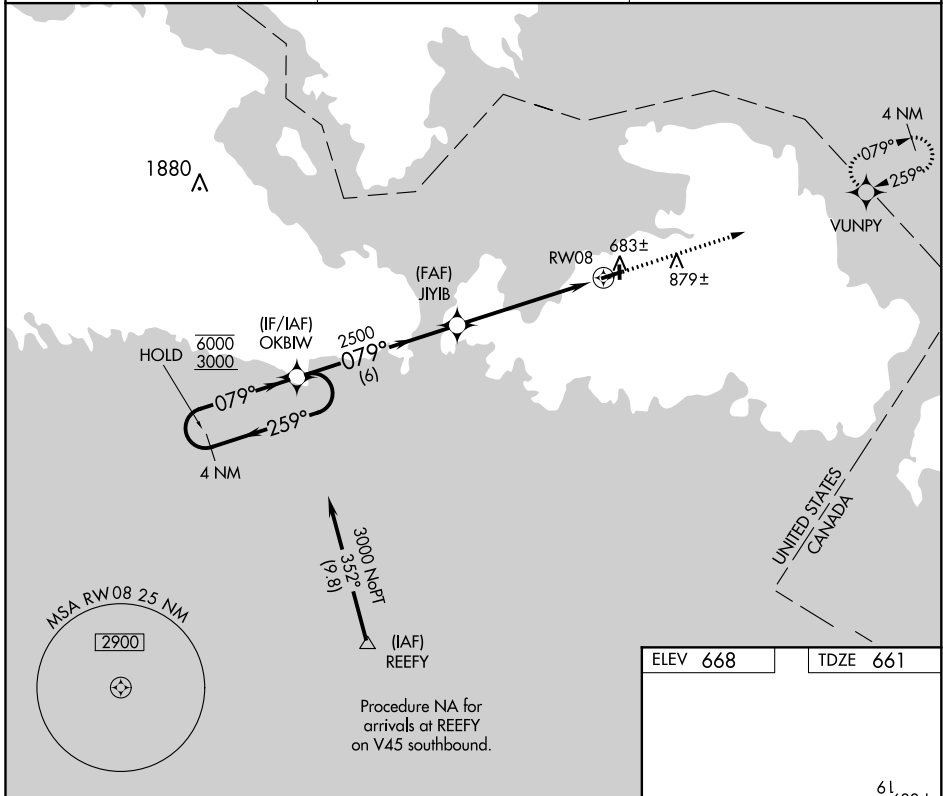 1880
4 NM
079°
259°
VUNPY
RW08
683±
879±
(FAF)
JIYIB
(IF/IAF)
OKBIW
6000
3000
HOLD
2500
079°
(6)
079°
259°
4 NM
UNITED STATES
CANADA
3000 NoPT
352°
(9.8)
(IAF)
REEFY
MSA RW08 25 NM
2900
Procedure NA for
arrivals at REEFY
on V45 southbound.
ELEV 668
TDZE 661